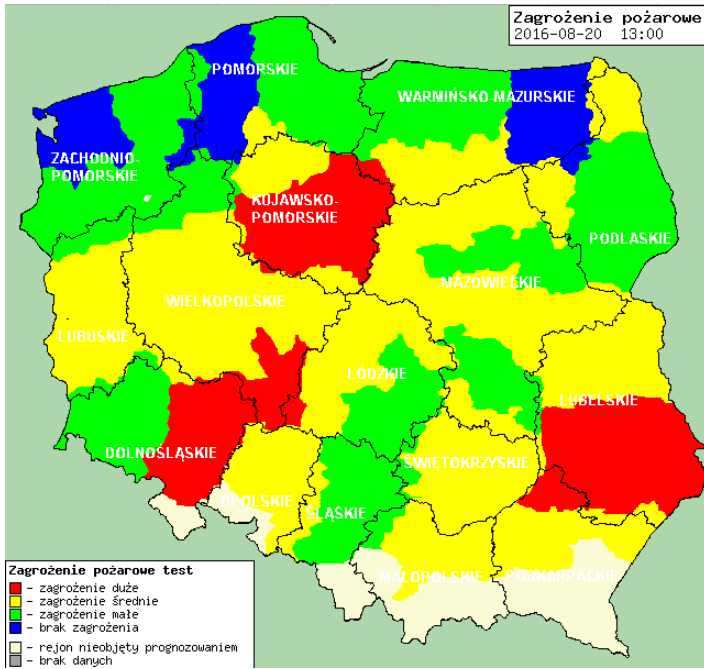 Zagrożenie pożarowe
2016-08-20 13:00
POMORSKIE
WARMIŃSKO-MAZURSKIE
ZACHODNIO-
POMORSKIE
KUJAWSKO-
POMORSKIE
PODLASKIE
MAZOWIECKIE
WIELKOPOLSKIE
LUBUSKIE
ŁÓDZKIE
LUBELSKIE
DOLNOŚLĄSKIE
ŚWIĘTOKRZYSKIE
OPOLSKIE
ŚLĄSKIE
MAŁOPOLSKIE
PODKARPACKIE
Zagrożenie pożarowe test
– zagrożenie duże
– zagrożenie średnie
– zagrożenie małe
– brak zagrożenia
– rejon nieobjęty prognozowaniem
– brak danych